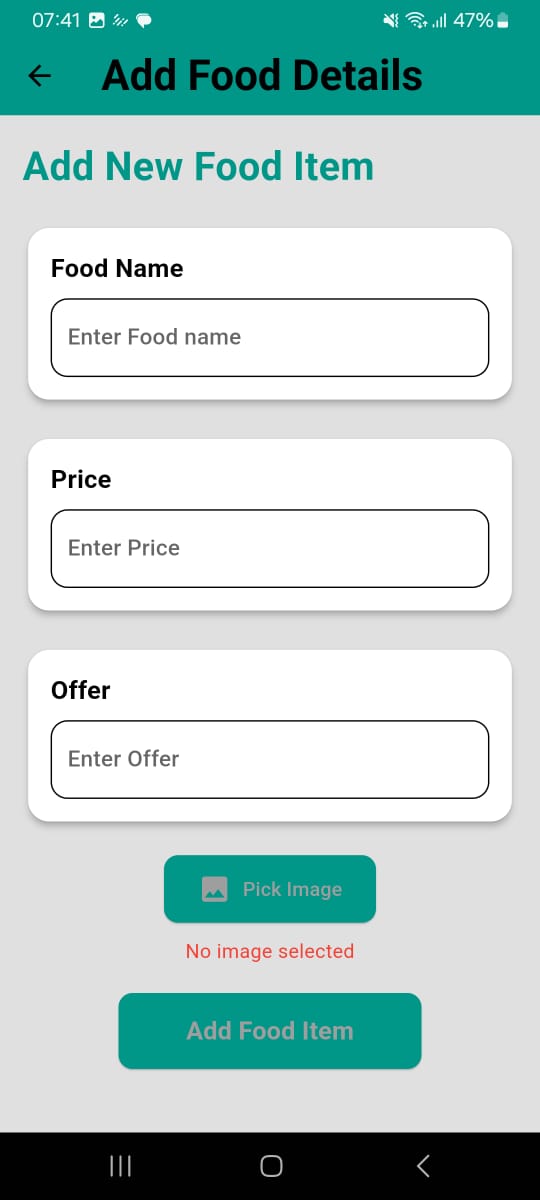 07:41 47%
Add Food Details
Add New Food Item
Food Name
Enter Food name
Price
Enter Price
Offer
Enter Offer
Pick Image
No image selected
Add Food Item